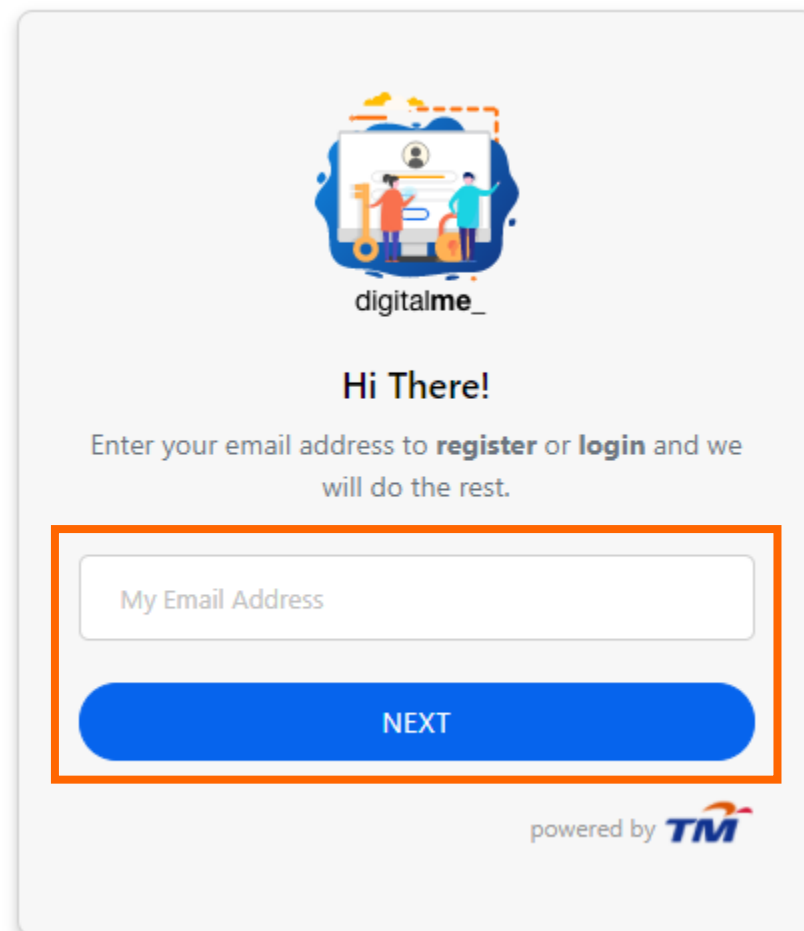 digitalme_
Hi There!
Enter your email address to register or login and we
will do the rest.
My Email Address
NEXT
powered by TM